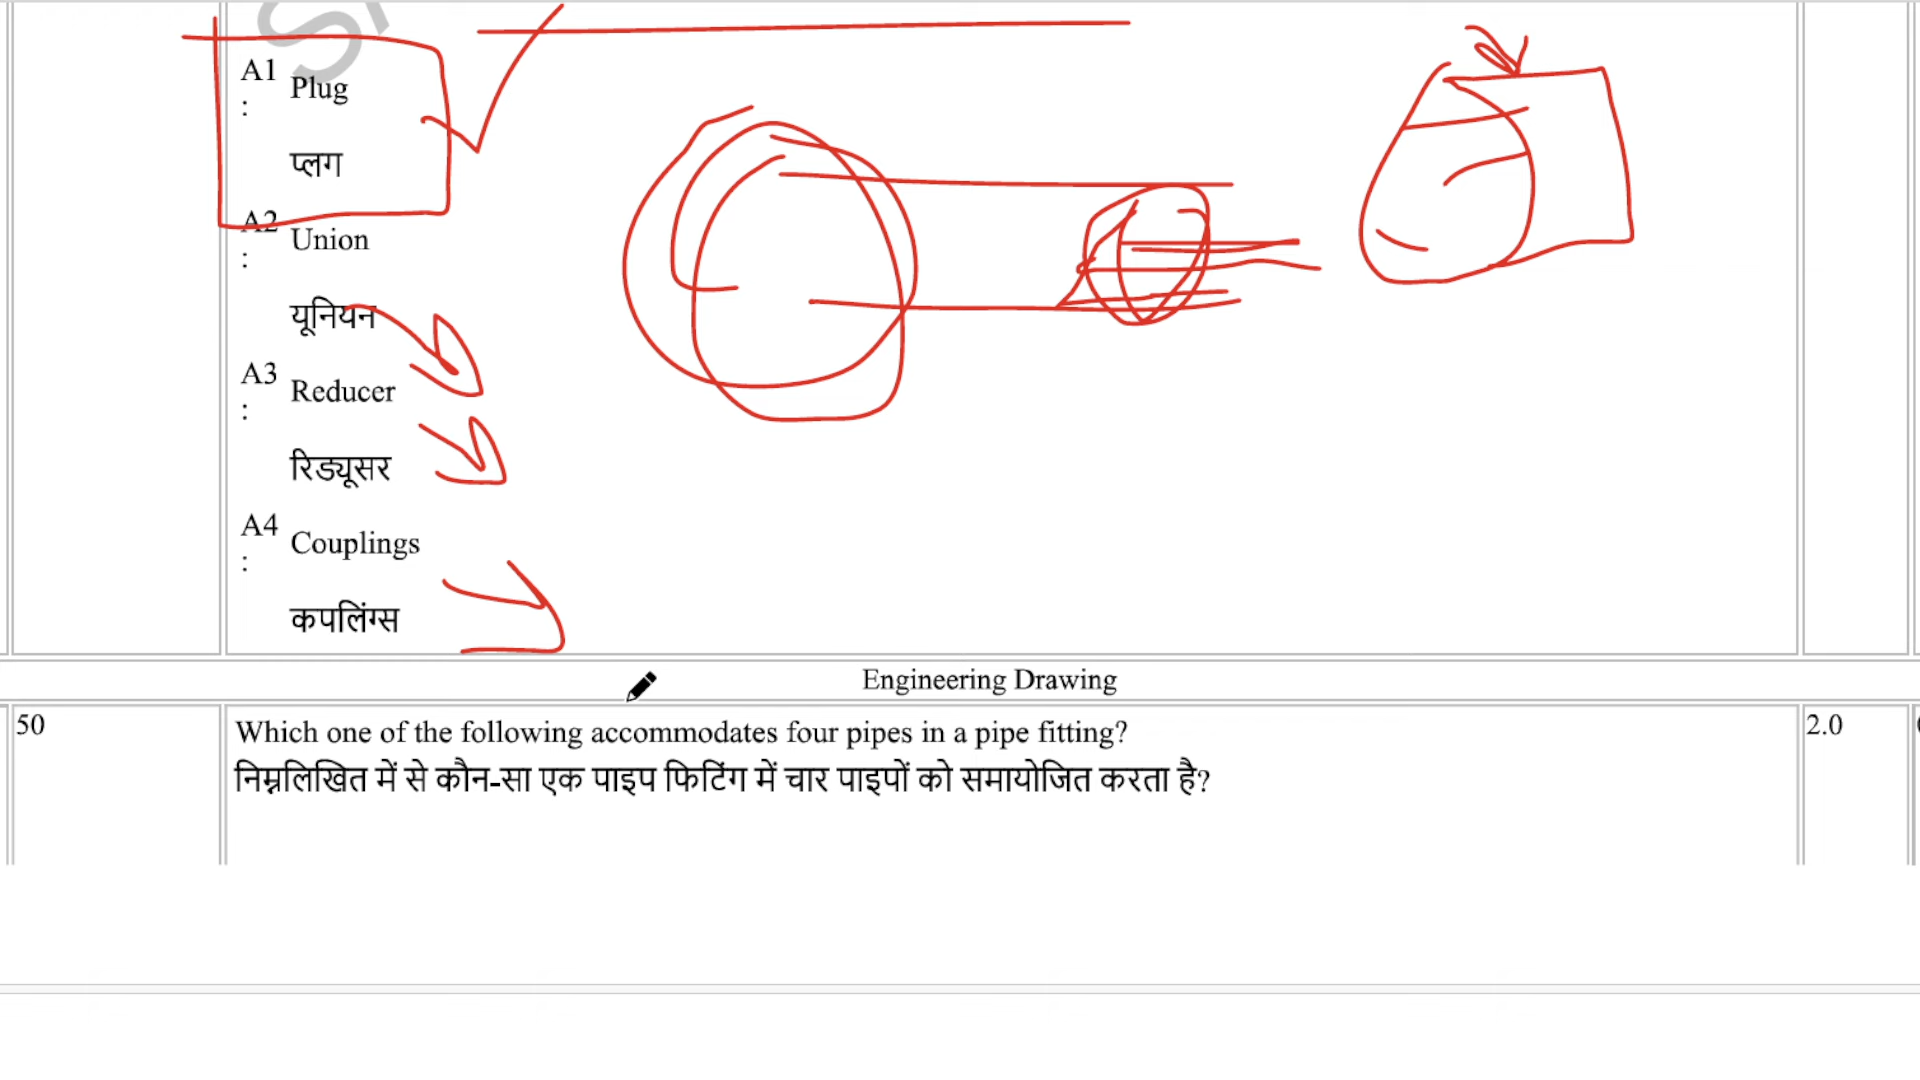 A1 : Plug
प्लग
A2 : Union
यूनियन
A3 : Reducer
रिड्यूसर
A4 : Couplings
कपलिंग्स
Engineering Drawing
50 Which one of the following accommodates four pipes in a pipe fitting? 2.0
निम्नलिखित में से कौन-सा एक पाइप फिटिंग में चार पाइपों को समायोजित करता है?